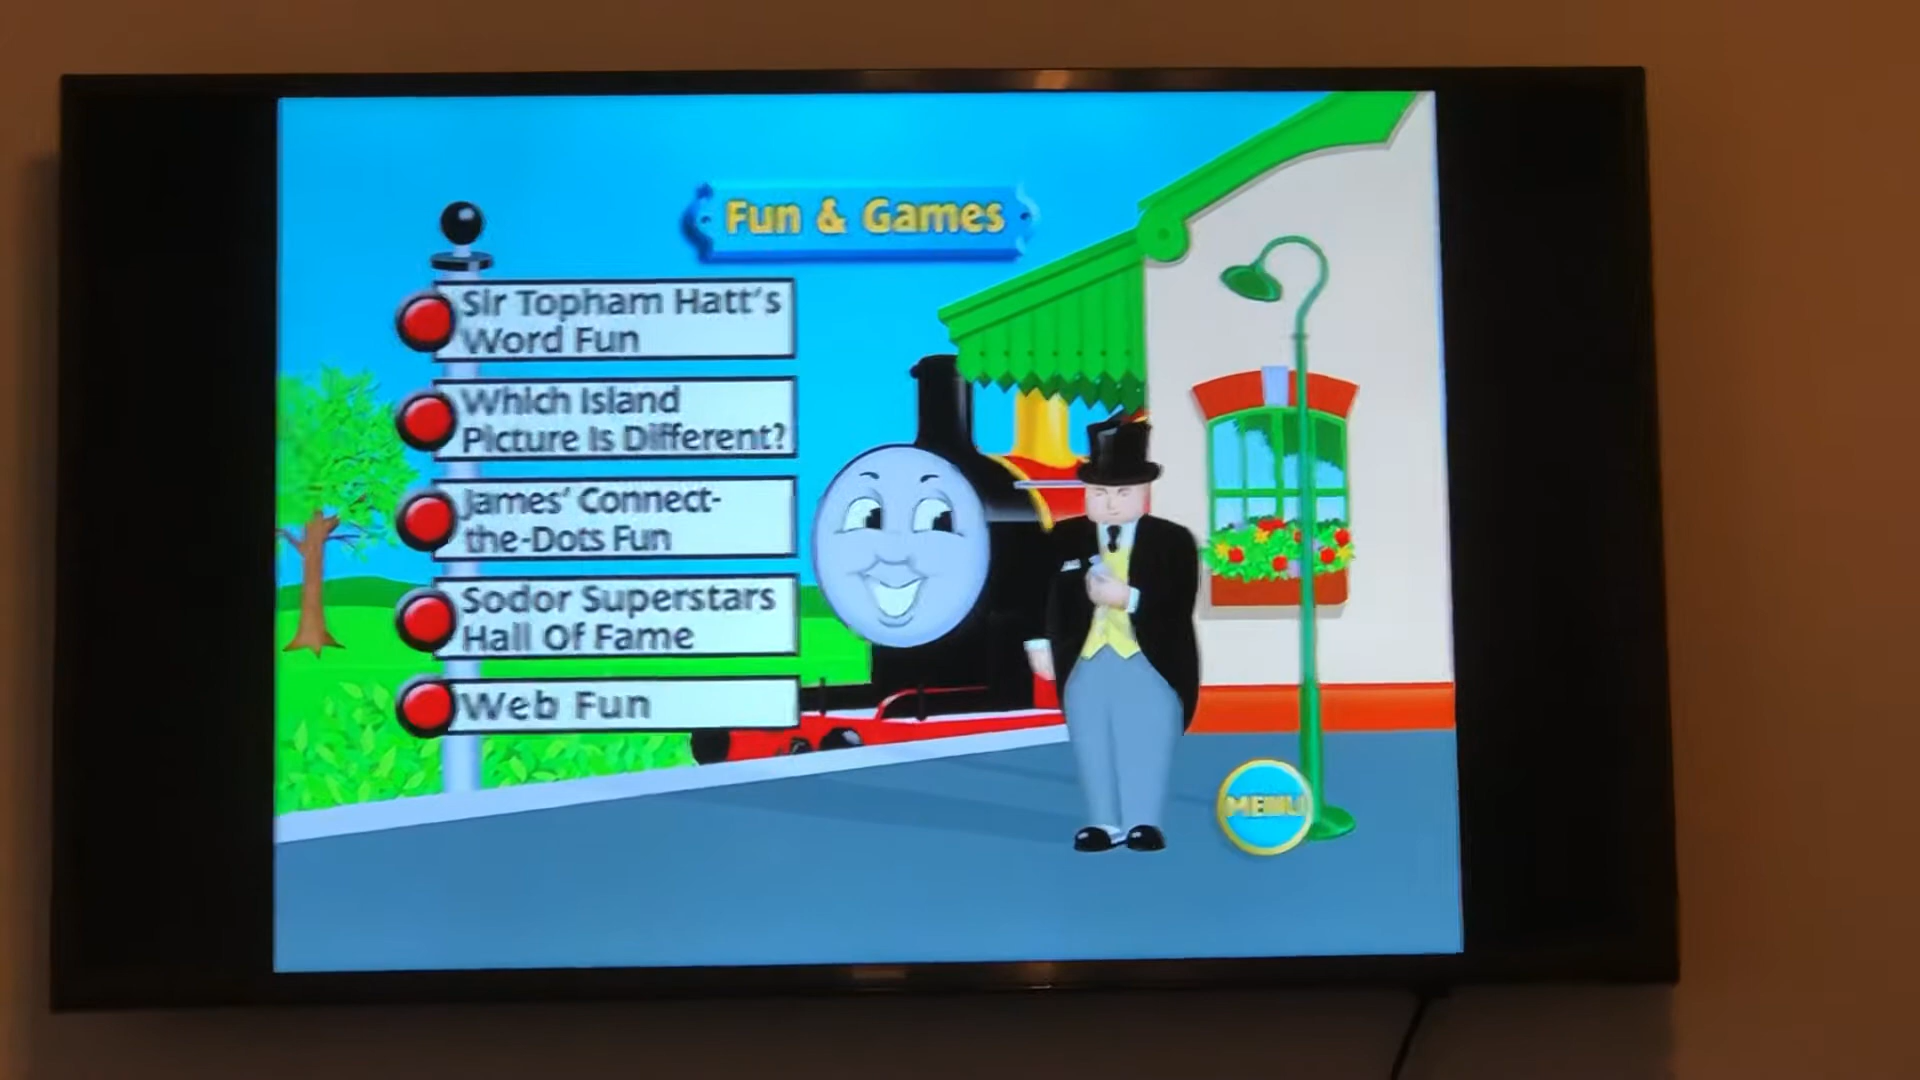 Fun & Games
Sir Topham Hatt's
Word Fun
Which Island
Picture Is Different?
James' Connect-
the-Dots Fun
Sodor Superstars
Hall Of Fame
Web Fun
MENU